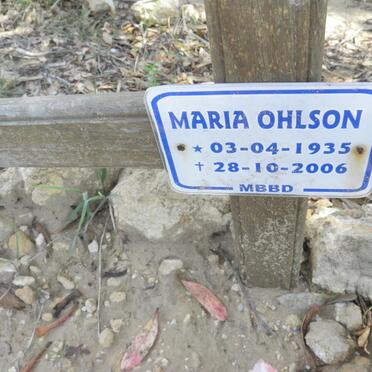 MARIA OHLSON
★ 03-04-1935
✝ 28-10-2006
MBBD